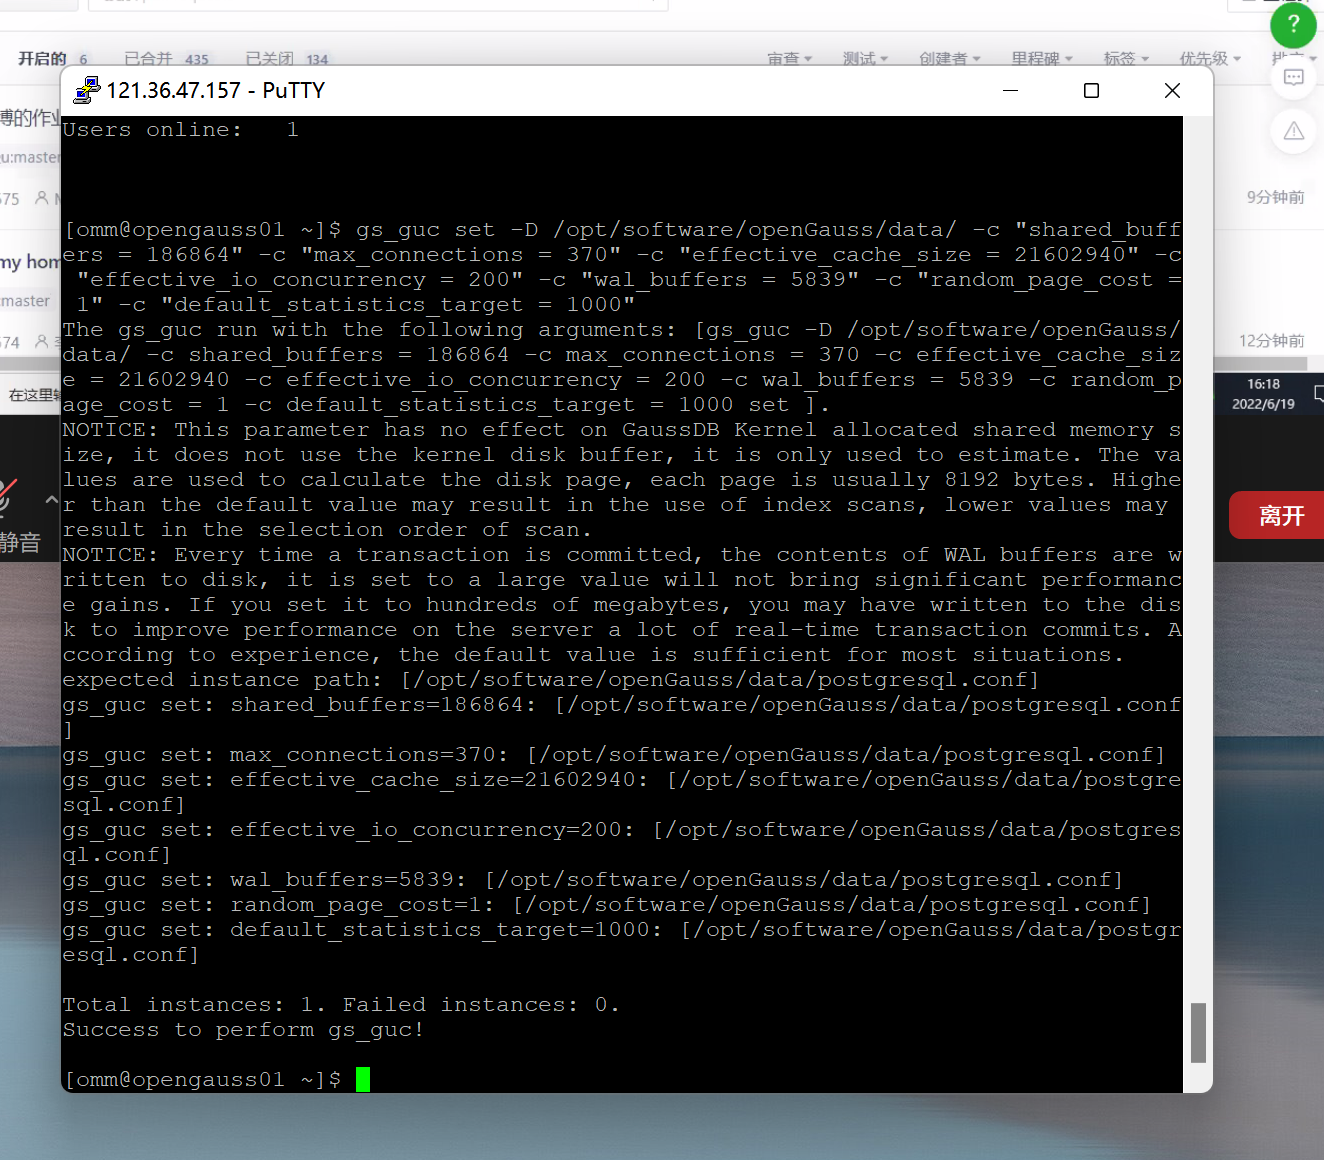 开启的 6 已合并 435 已关闭 134 审查 测试 创建者 里程碑 标签 优先级
?
121.36.47.157 - PuTTY
博的作业
u:master
575
9分钟前
my hom
:master
574
12分钟前
在这里输
16:18
2022/6/19
静音
离开
Users online:   1
[omm@opengauss01 ~]$ gs_guc set -D /opt/software/openGauss/data/ -c "shared_buff
ers = 186864" -c "max_connections = 370" -c "effective_cache_size = 21602940" -c
 "effective_io_concurrency = 200" -c "wal_buffers = 5839" -c "random_page_cost =
 1" -c "default_statistics_target = 1000"
The gs_guc run with the following arguments: [gs_guc -D /opt/software/openGauss/
data/ -c shared_buffers = 186864 -c max_connections = 370 -c effective_cache_siz
e = 21602940 -c effective_io_concurrency = 200 -c wal_buffers = 5839 -c random_p
age_cost = 1 -c default_statistics_target = 1000 set ].
NOTICE: This parameter has no effect on GaussDB Kernel allocated shared memory s
ize, it does not use the kernel disk buffer, it is only used to estimate. The va
lues are used to calculate the disk page, each page is usually 8192 bytes. Highe
r than the default value may result in the use of index scans, lower values may
result in the selection order of scan.
NOTICE: Every time a transaction is committed, the contents of WAL buffers are w
ritten to disk, it is set to a large value will not bring significant performanc
e gains. If you set it to hundreds of megabytes, you may have written to the dis
k to improve performance on the server a lot of real-time transaction commits. A
ccording to experience, the default value is sufficient for most situations.
expected instance path: [/opt/software/openGauss/data/postgresql.conf]
gs_guc set: shared_buffers=186864: [/opt/software/openGauss/data/postgresql.conf
]
gs_guc set: max_connections=370: [/opt/software/openGauss/data/postgresql.conf]
gs_guc set: effective_cache_size=21602940: [/opt/software/openGauss/data/postgre
sql.conf]
gs_guc set: effective_io_concurrency=200: [/opt/software/openGauss/data/postgres
ql.conf]
gs_guc set: wal_buffers=5839: [/opt/software/openGauss/data/postgresql.conf]
gs_guc set: random_page_cost=1: [/opt/software/openGauss/data/postgresql.conf]
gs_guc set: default_statistics_target=1000: [/opt/software/openGauss/data/postgr
esql.conf]
Total instances: 1. Failed instances: 0.
Success to perform gs_guc!
[omm@opengauss01 ~]$